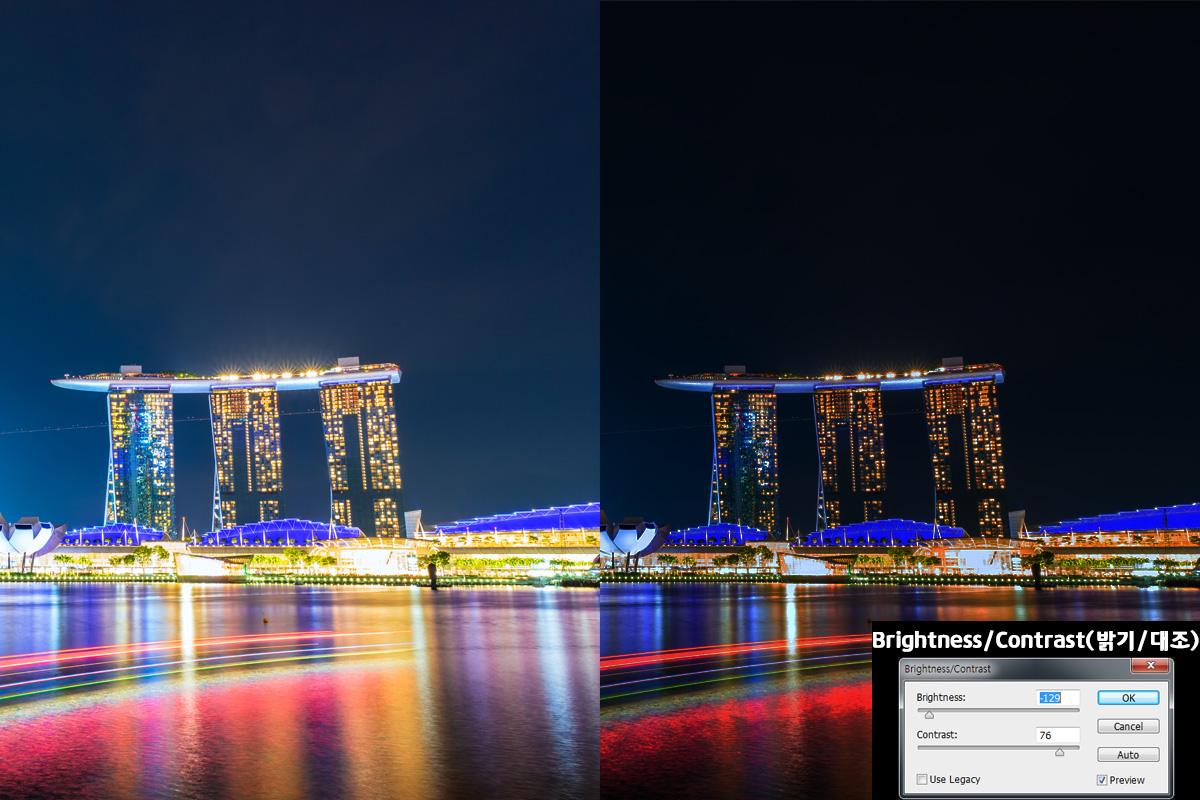 Brightness/Contrast(밝기/대조)
Brightness/Contrast
Brightness: -129 OK
Cancel
Contrast: 76
Auto
Use Legacy Preview